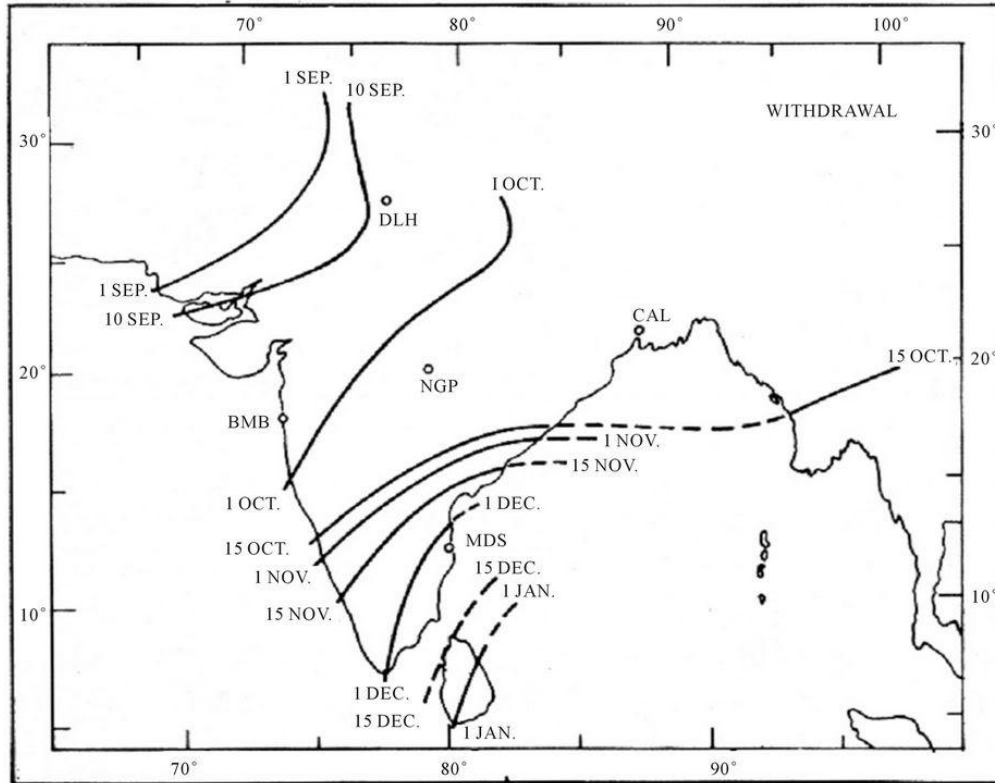 70° 80° 90° 100°
1 SEP.
10 SEP.
WITHDRAWAL
30° 30°
1 OCT.
DLH
1 SEP.
10 SEP.
CAL
15 OCT.
20° 20°
NGP
BMB
1 NOV.
15 NOV.
1 OCT.
1 DEC.
15 OCT.
MDS
1 NOV.
15 DEC.
15 NOV.
1 JAN.
10° 10°
1 DEC.
15 DEC.
1 JAN.
70° 80° 90°